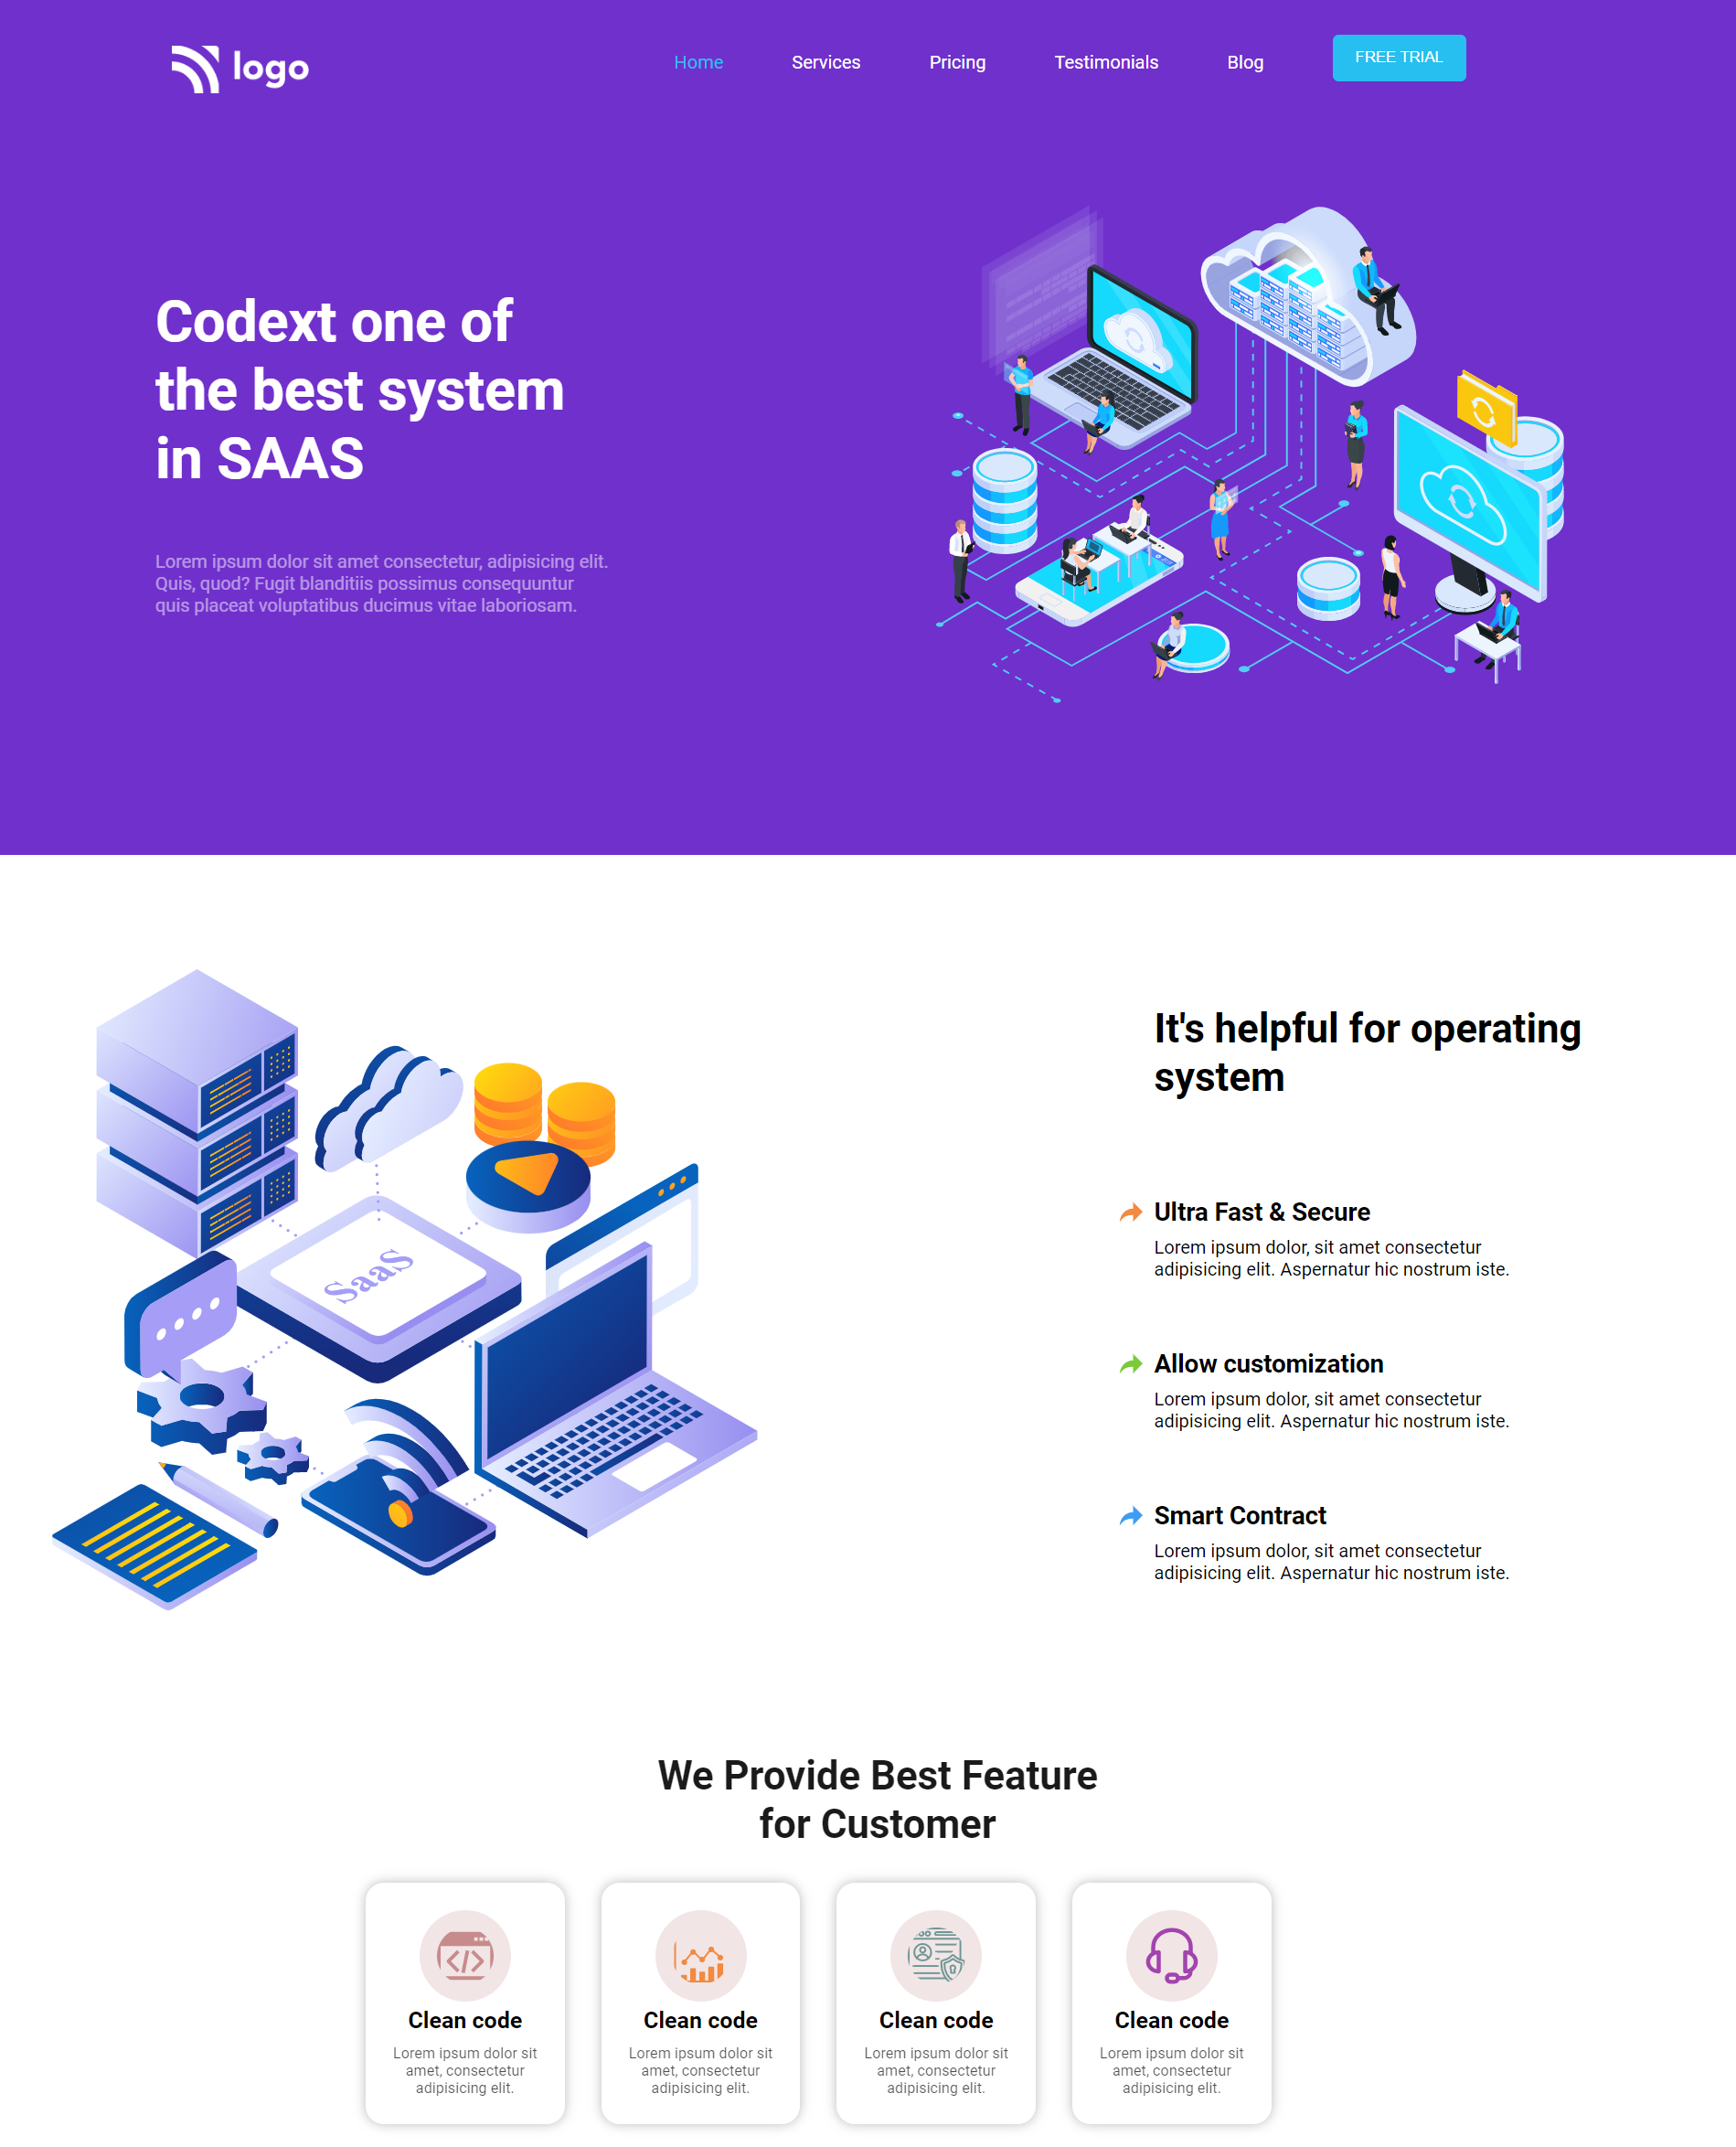 logo
Home
Services
Pricing
Testimonials
Blog
FREE TRIAL
Codext one of
the best system
in SAAS
Lorem ipsum dolor sit amet consectetur, adipisicing elit.
Quis, quod? Fugit blanditiis possimus consequuntur
quis placeat voluptatibus ducimus vitae laboriosam.
SaaS
It's helpful for operating
system
Ultra Fast & Secure
Lorem ipsum dolor, sit amet consectetur
adipisicing elit. Aspernatur hic nostrum iste.
Allow customization
Lorem ipsum dolor, sit amet consectetur
adipisicing elit. Aspernatur hic nostrum iste.
Smart Contract
Lorem ipsum dolor, sit amet consectetur
adipisicing elit. Aspernatur hic nostrum iste.
We Provide Best Feature
for Customer
Clean code
Lorem ipsum dolor sit
amet, consectetur
adipisicing elit.
Clean code
Lorem ipsum dolor sit
amet, consectetur
adipisicing elit.
Clean code
Lorem ipsum dolor sit
amet, consectetur
adipisicing elit.
Clean code
Lorem ipsum dolor sit
amet, consectetur
adipisicing elit.